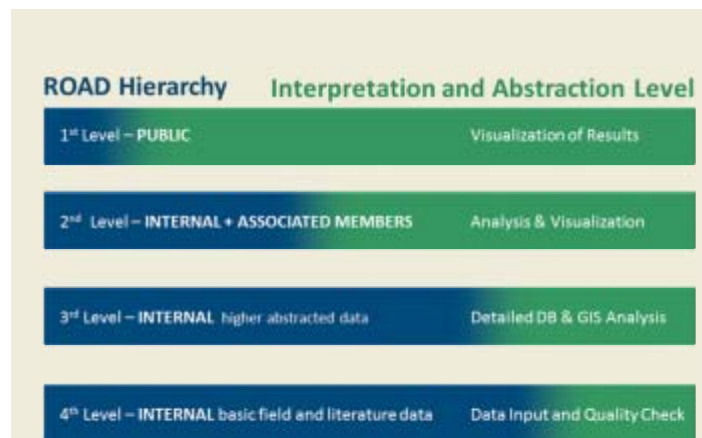 ROAD Hierarchy Interpretation and Abstraction Level
1st Level – PUBLIC Visualization of Results
2nd Level – INTERNAL + ASSOCIATED MEMBERS Analysis & Visualization
3rd Level – INTERNAL higher abstracted data Detailed DB & GIS Analysis
4th Level – INTERNAL basic field and literature data Data Input and Quality Check